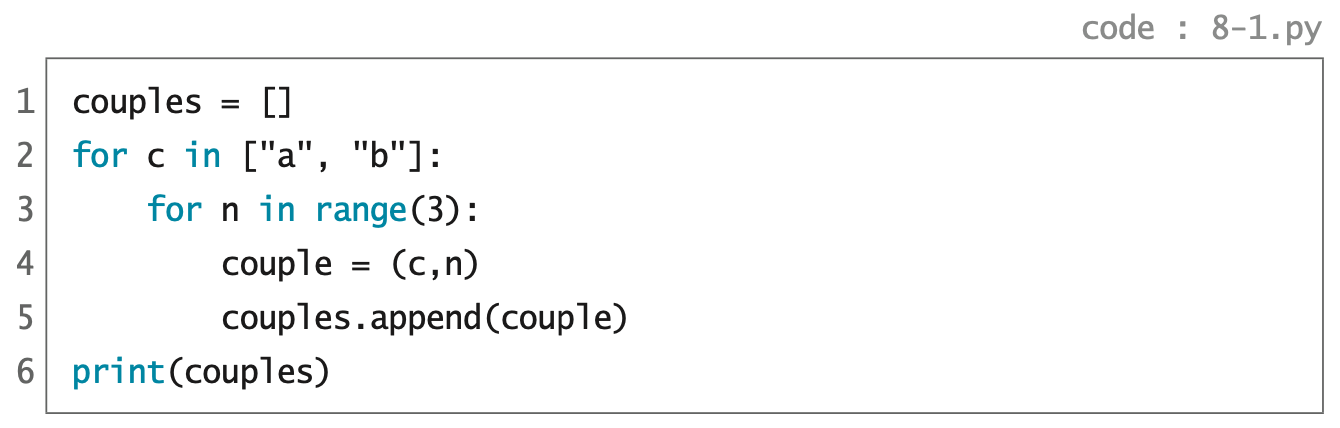 code : 8-1.py
1 couples = []
2 for c in ["a", "b"]:
3     for n in range(3):
4         couple = (c,n)
5         couples.append(couple)
6 print(couples)